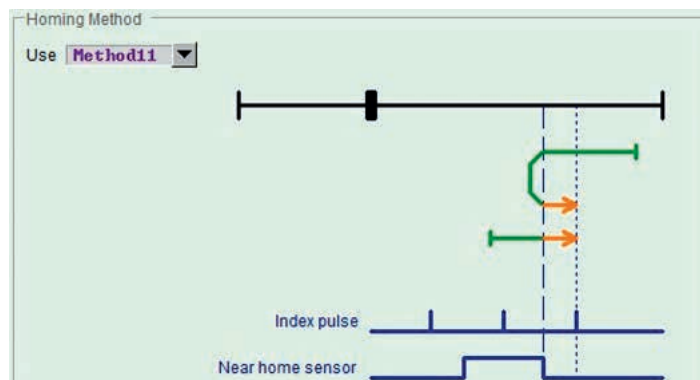 Homing Method
Use Method11
Index pulse
Near home sensor